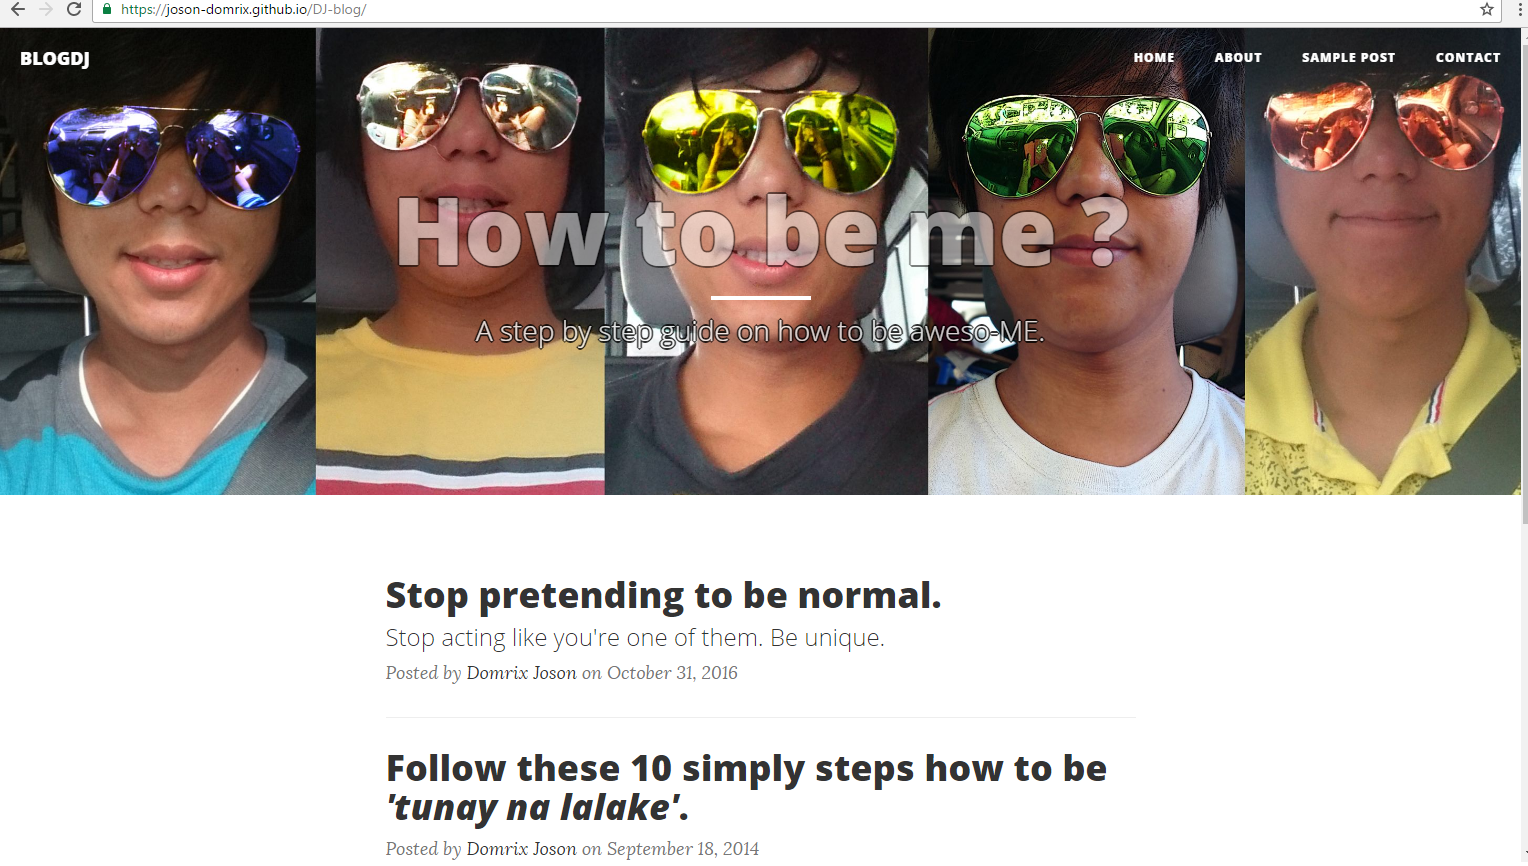 https://joson-domrix.github.io/DJ-blog/
BLOGDJ
HOME ABOUT SAMPLE POST CONTACT
How to be me ?
A step by step guide on how to be aweso-ME.
Stop pretending to be normal.
Stop acting like you're one of them. Be unique.
Posted by Domrix Joson on October 31, 2016
Follow these 10 simply steps how to be
'tunay na lalake'.
Posted by Domrix Joson on September 18, 2014